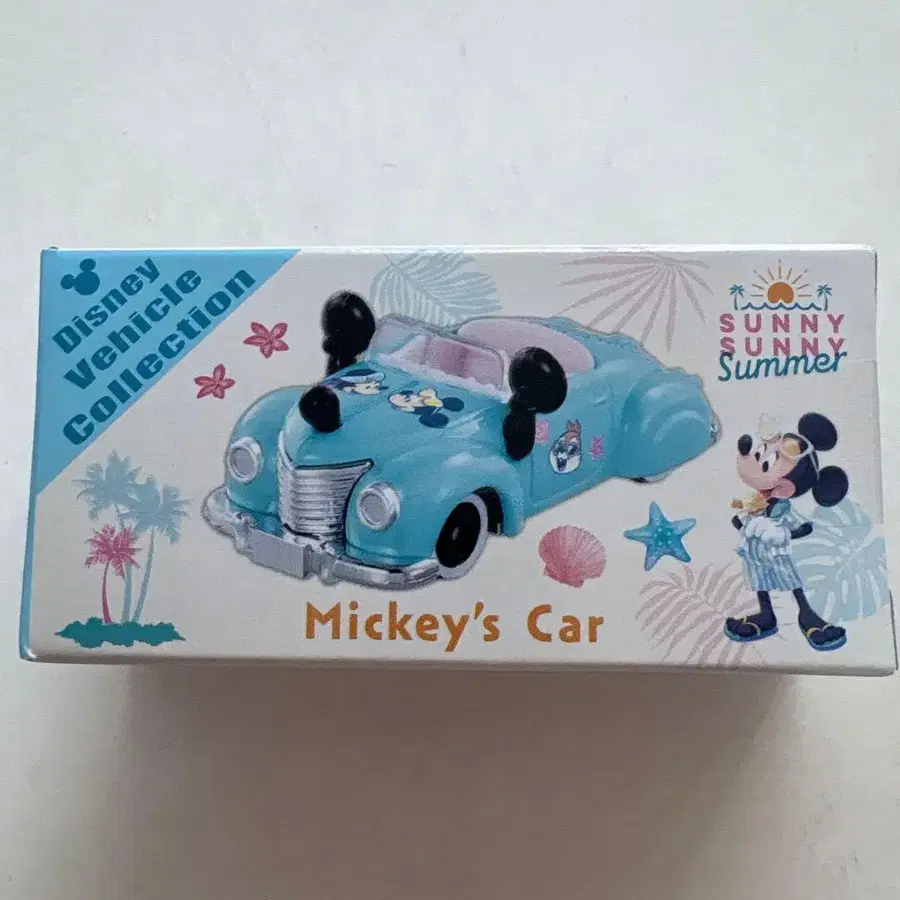 Disney
Vehicle
Collection
SUNNY
SUNNY
Summer
Mickey's Car